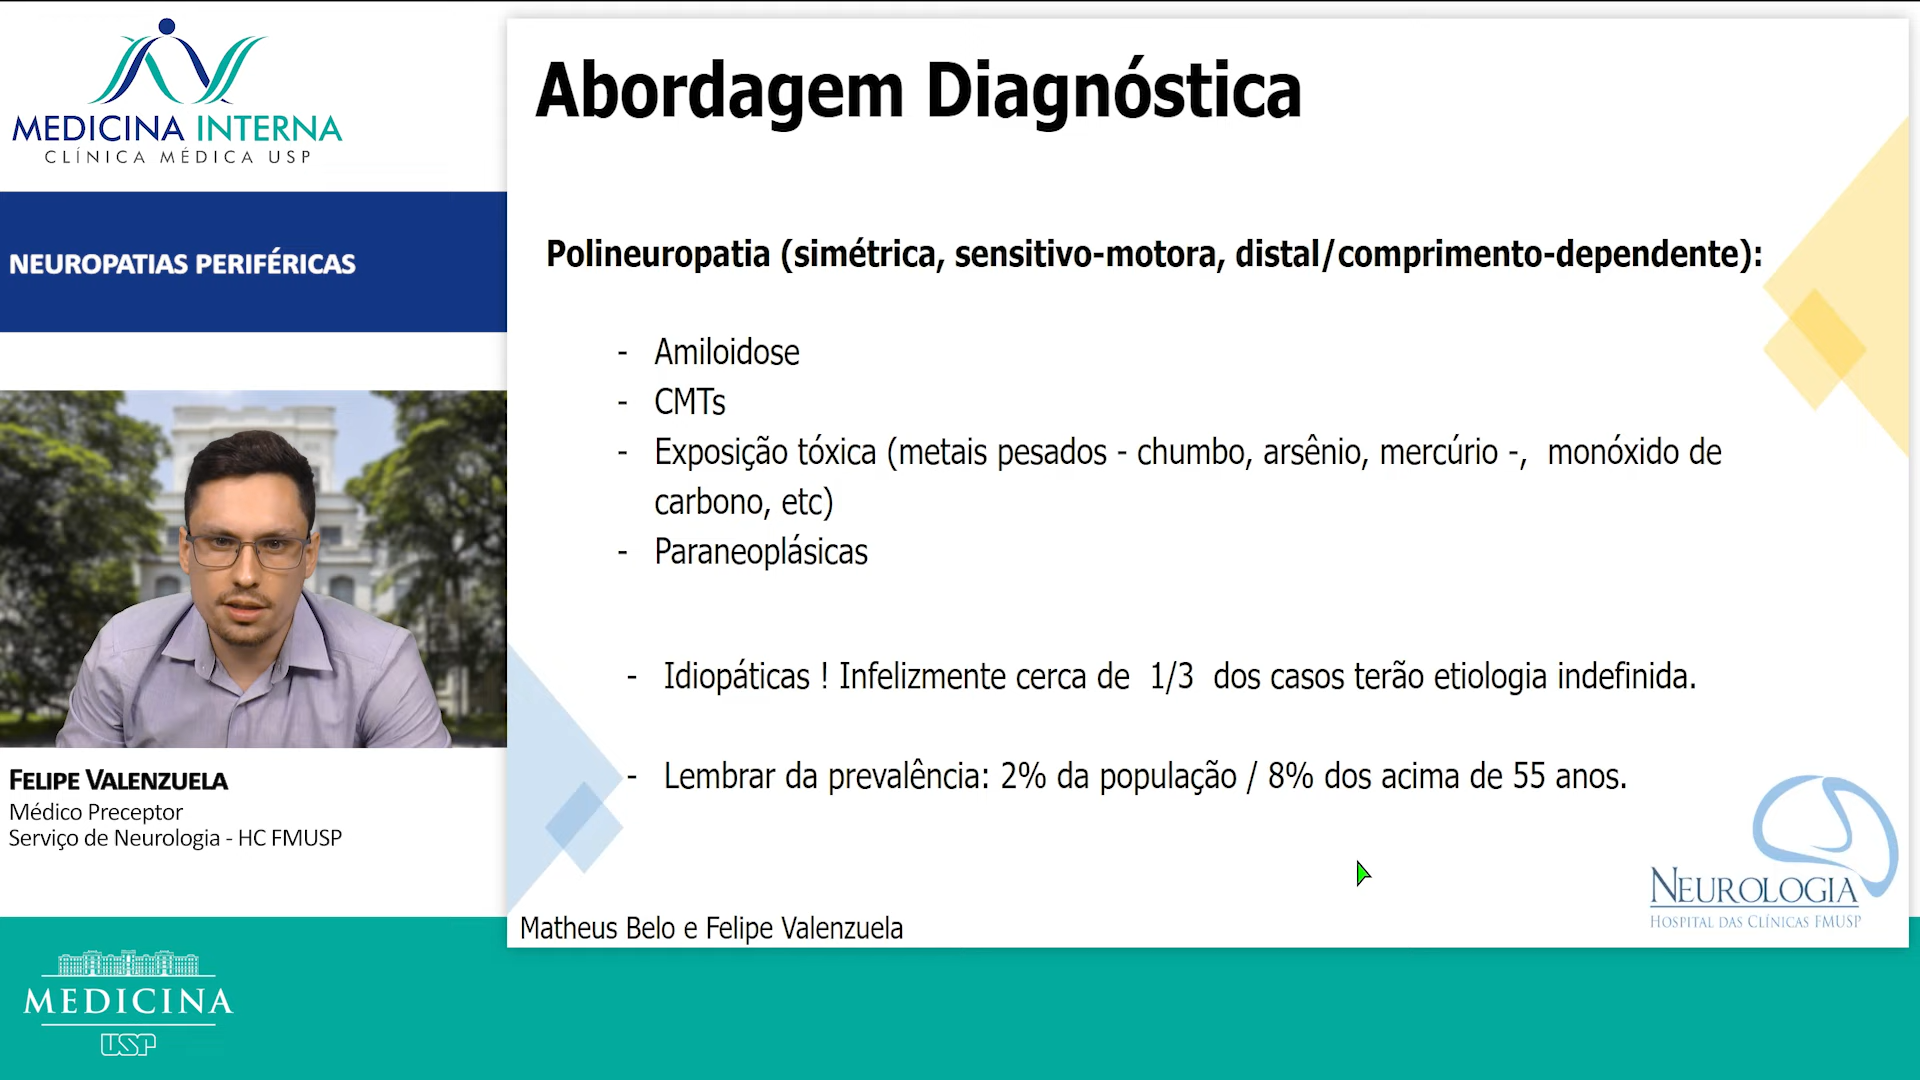 MEDICINA INTERNA
CLÍNICA MÉDICA USP
NEUROPATIAS PERIFÉRICAS
FELIPE VALENZUELA
Médico Preceptor
Serviço de Neurologia - HC FMUSP
MEDICINA
USP
Abordagem Diagnóstica
Polineuropatia (simétrica, sensitivo-motora, distal/comprimento-dependente):
- Amiloidose
- CMTs
- Exposição tóxica (metais pesados - chumbo, arsênio, mercúrio -, monóxido de
carbono, etc)
- Paraneoplásicas
- Idiopáticas ! Infelizmente cerca de 1/3 dos casos terão etiologia indefinida.
- Lembrar da prevalência: 2% da população / 8% dos acima de 55 anos.
Matheus Belo e Felipe Valenzuela
NEUROLOGIA
HOSPITAL DAS CLÍNICAS FMUSP